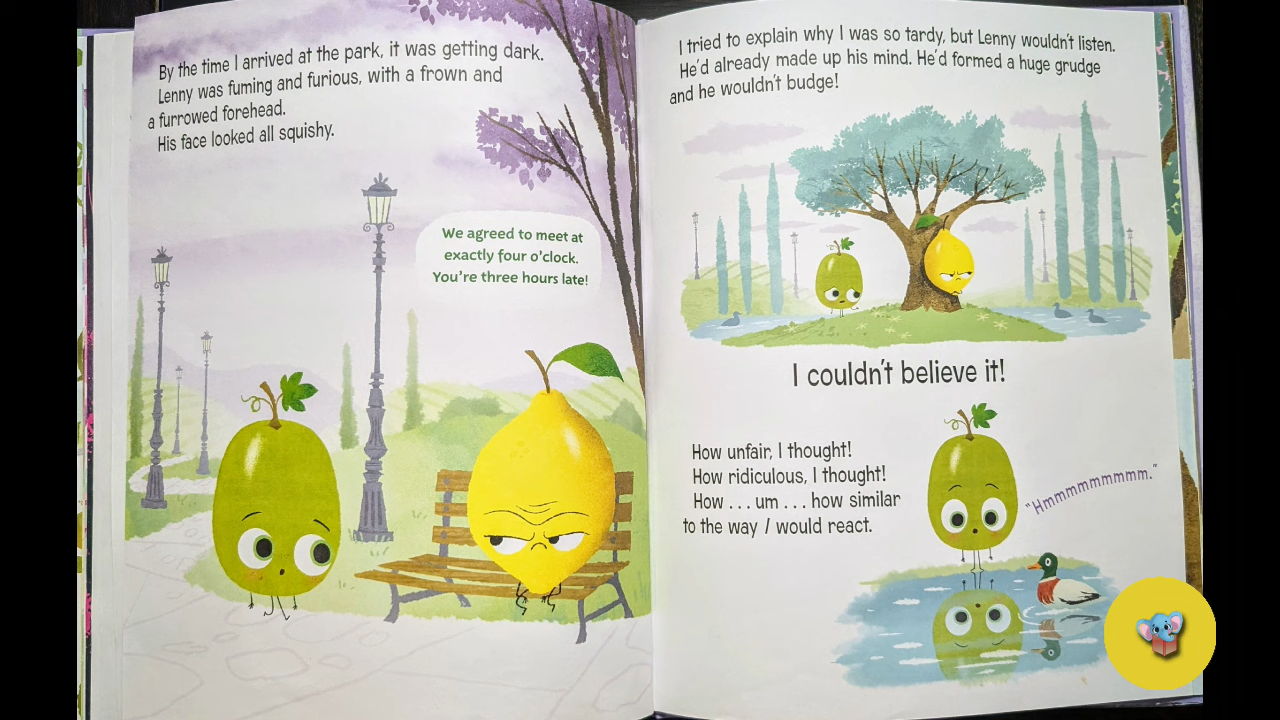 By the time I arrived at the park, it was getting dark.
Lenny was fuming and furious, with a frown and
a furrowed forehead.
His face looked all squishy.
We agreed to meet at
exactly four o'clock.
You're three hours late!
I tried to explain why I was so tardy, but Lenny wouldn't listen.
He'd already made up his mind. He'd formed a huge grudge
and he wouldn't budge!
I couldn't believe it!
How unfair, I thought!
How ridiculous, I thought!
How . . . um . . . how similar
to the way I would react.
"Hmmmmmmmmm."